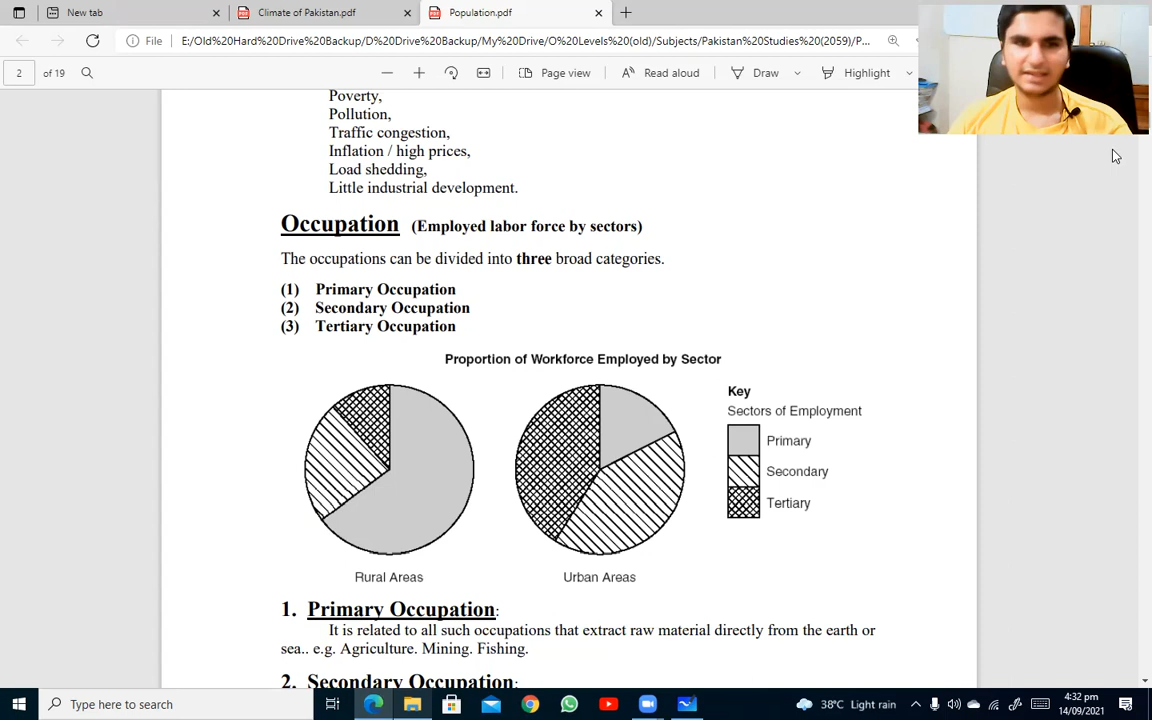 New tab
Climate of Pakistan.pdf
Population.pdf
File
E:/Old%20Hard%20Drive%20Backup/D%20Drive%20Backup/My%20Drive/O%20Levels%20(old)/Subjects/Pakistan%20Studies%20(2059)/P...
2 of 19
Page view
Read aloud
Draw
Highlight
Poverty,
Pollution,
Traffic congestion,
Inflation / high prices,
Load shedding,
Little industrial development.
Occupation (Employed labor force by sectors)
The occupations can be divided into three broad categories.
(1) Primary Occupation
(2) Secondary Occupation
(3) Tertiary Occupation
Proportion of Workforce Employed by Sector
Key
Sectors of Employment
Primary
Secondary
Tertiary
Rural Areas
Urban Areas
1. Primary Occupation:
It is related to all such occupations that extract raw material directly from the earth or
sea.. e.g. Agriculture. Mining. Fishing.
2. Secondary Occupation:
Type here to search
38°C Light rain
4:32 pm
14/09/2021